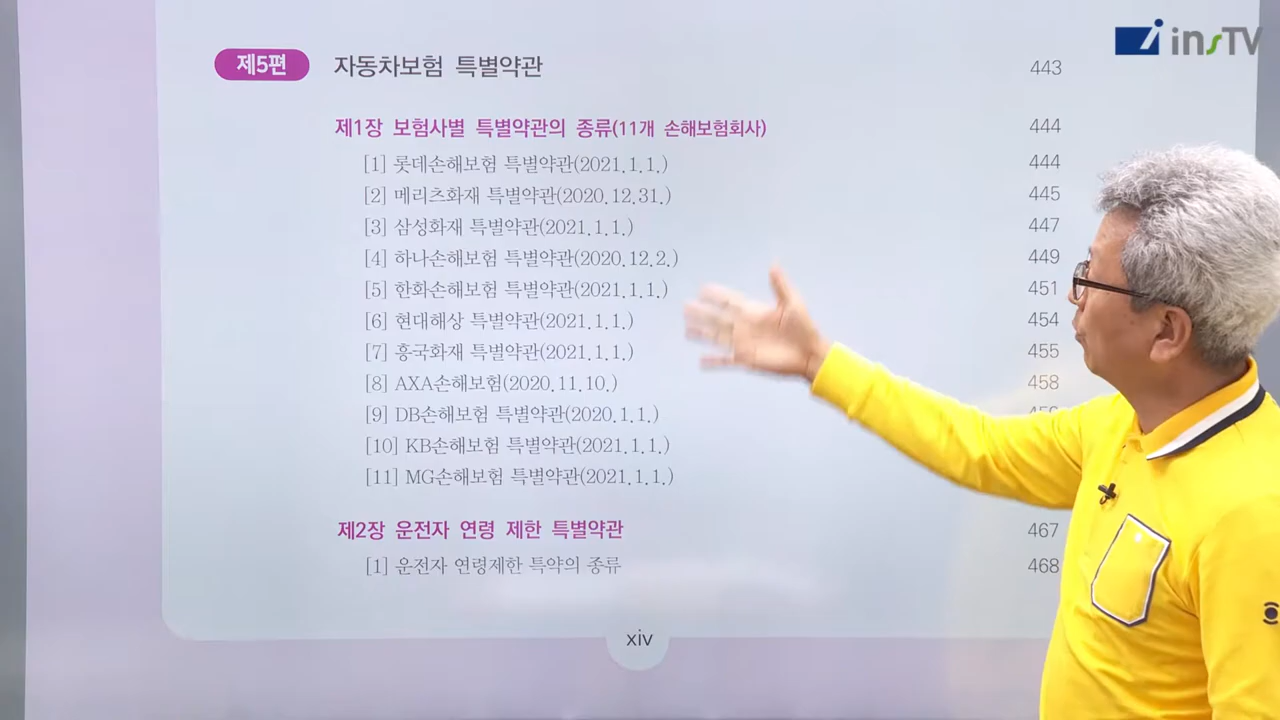 insTV
제5편 자동차보험 특별약관 443
제1장 보험사별 특별약관의 종류(11개 손해보험회사) 444
[1] 롯데손해보험 특별약관(2021.1.1.) 444
[2] 메리츠화재 특별약관(2020.12.31.) 445
[3] 삼성화재 특별약관(2021.1.1.) 447
[4] 하나손해보험 특별약관(2020.12.2.) 449
[5] 한화손해보험 특별약관(2021.1.1.) 451
[6] 현대해상 특별약관(2021.1.1.) 454
[7] 흥국화재 특별약관(2021.1.1.) 455
[8] AXA손해보험(2020.11.10.) 458
[9] DB손해보험 특별약관(2020.1.1.)
[10] KB손해보험 특별약관(2021.1.1.)
[11] MG손해보험 특별약관(2021.1.1.)
제2장 운전자 연령 제한 특별약관 467
[1] 운전자 연령제한 특약의 종류 468
xiv